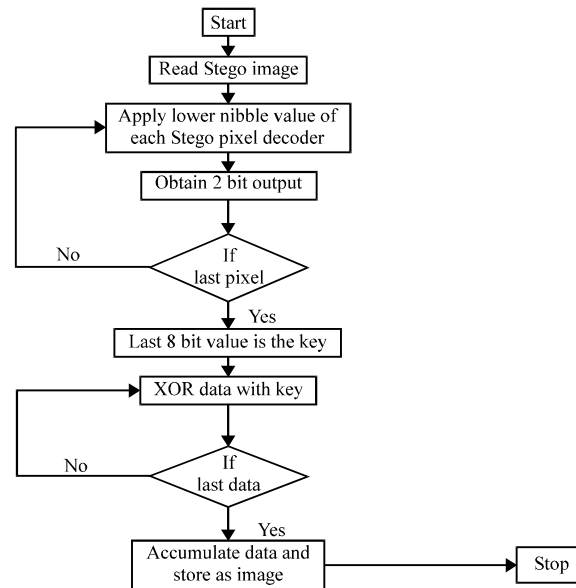 Start
Read Stego image
Apply lower nibble value of
each Stego pixel decoder
Obtain 2 bit output
If
last pixel
No
Yes
Last 8 bit value is the key
XOR data with key
If
last data
No
Yes
Accumulate data and
store as image
Stop